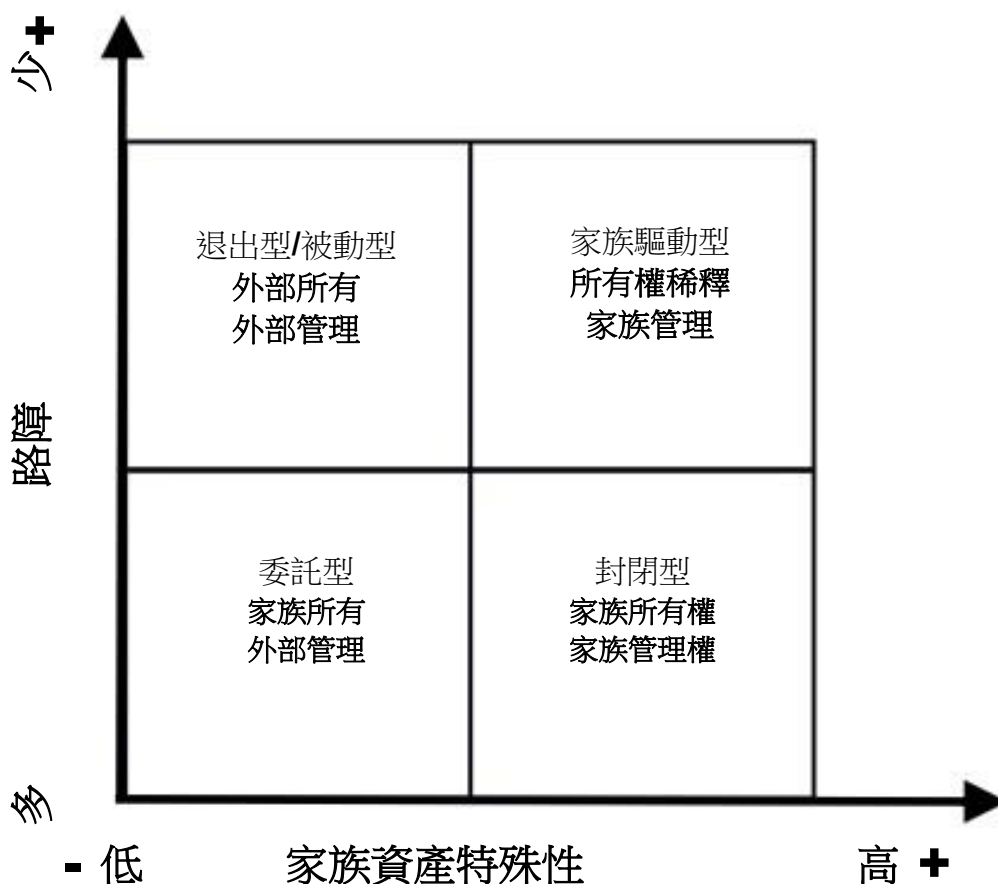 少+
退出型/被動型
外部所有
外部管理
家族驅動型
所有權稀釋
家族管理
路障
委託型
家族所有
外部管理
封閉型
家族所有權
家族管理權
多
- 低 家族資產特殊性 高 +